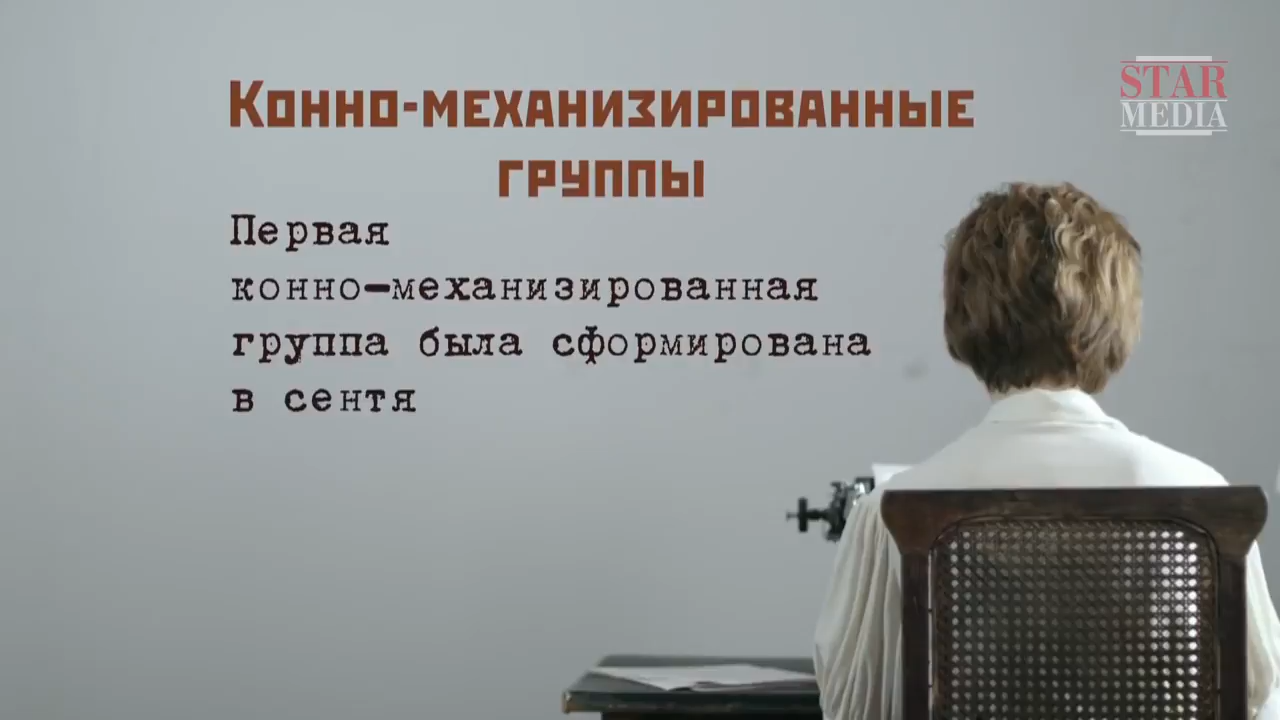 Конно-механизированные
группы
Первая
конно-механизированная
группа была сформирована
в сентя
STAR
MEDIA